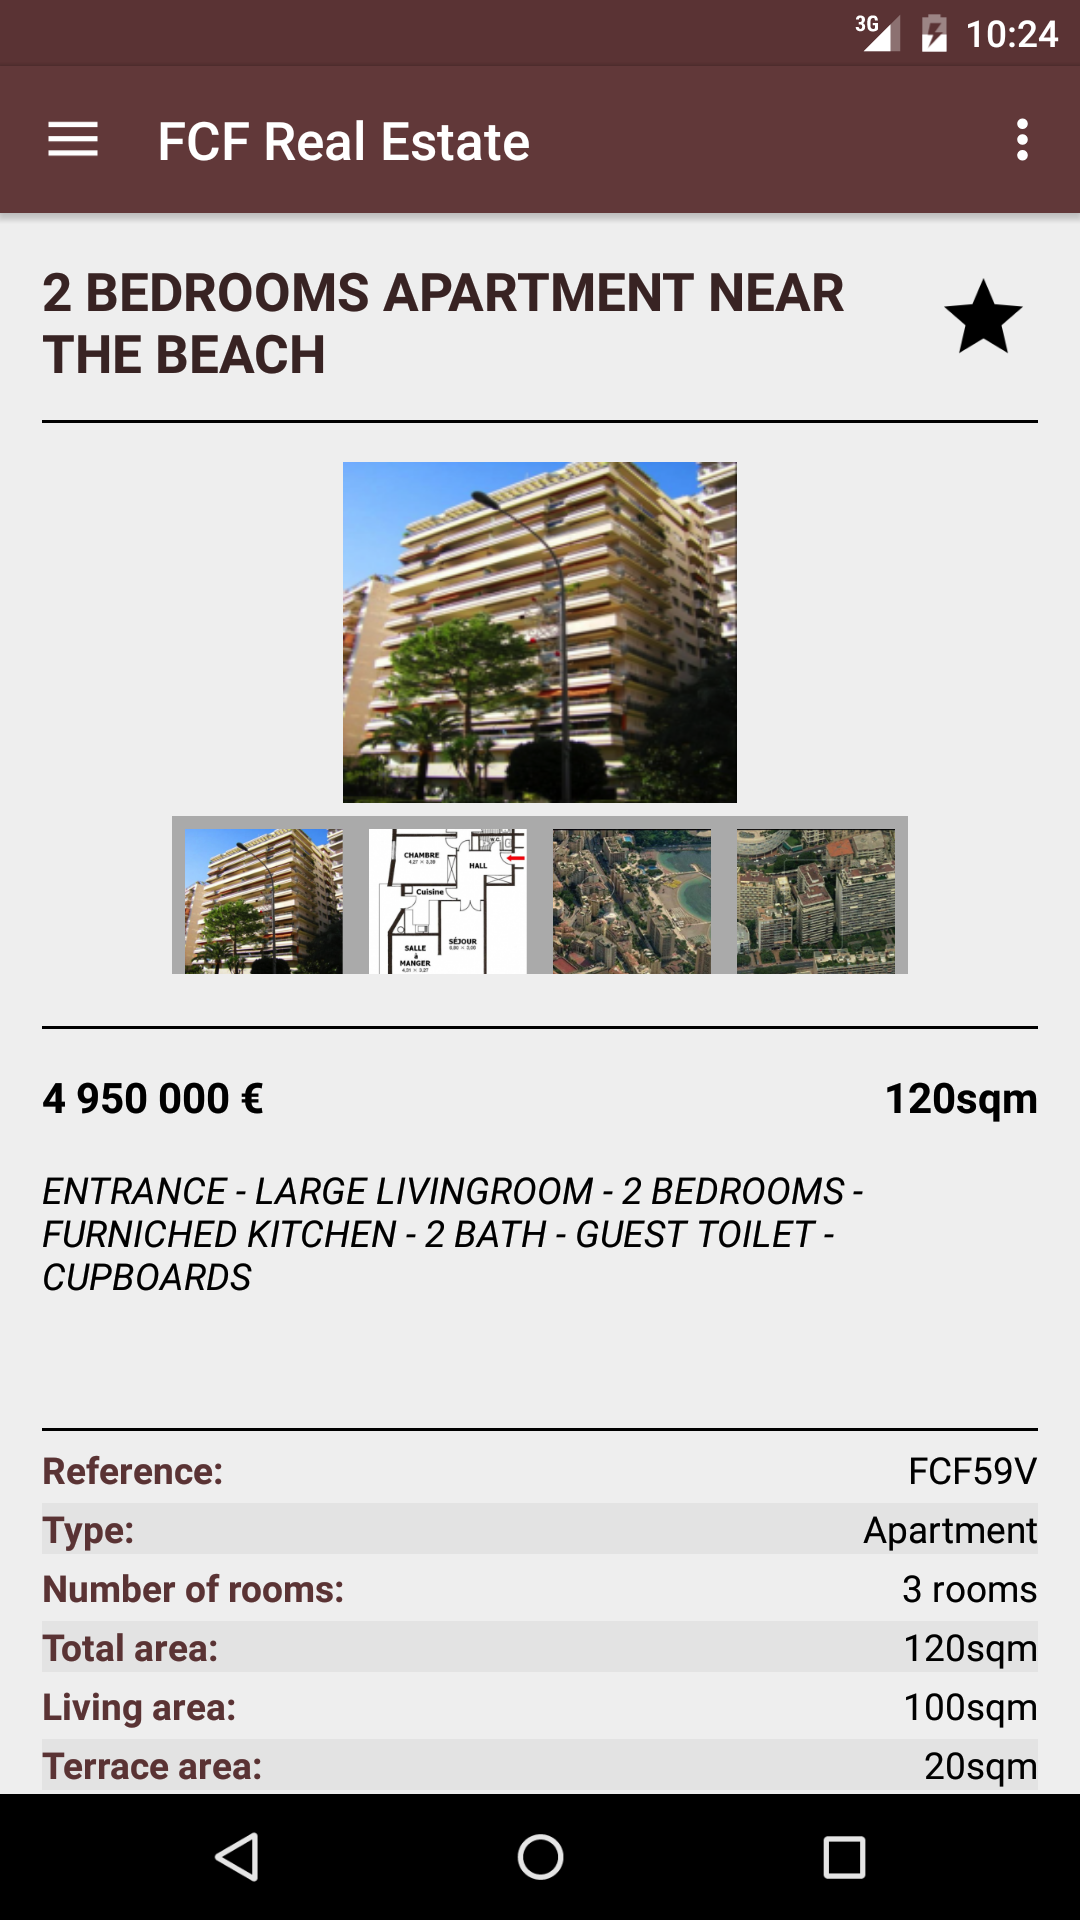 3G 10:24
FCF Real Estate
2 BEDROOMS APARTMENT NEAR
THE BEACH
CHAMBRE
HALL
Cuisine
SÉJOUR
SALLE
à
MANGER
4 950 000 € 120sqm
ENTRANCE - LARGE LIVINGROOM - 2 BEDROOMS -
FURNICHED KITCHEN - 2 BATH - GUEST TOILET -
CUPBOARDS
Reference: FCF59V
Type: Apartment
Number of rooms: 3 rooms
Total area: 120sqm
Living area: 100sqm
Terrace area: 20sqm